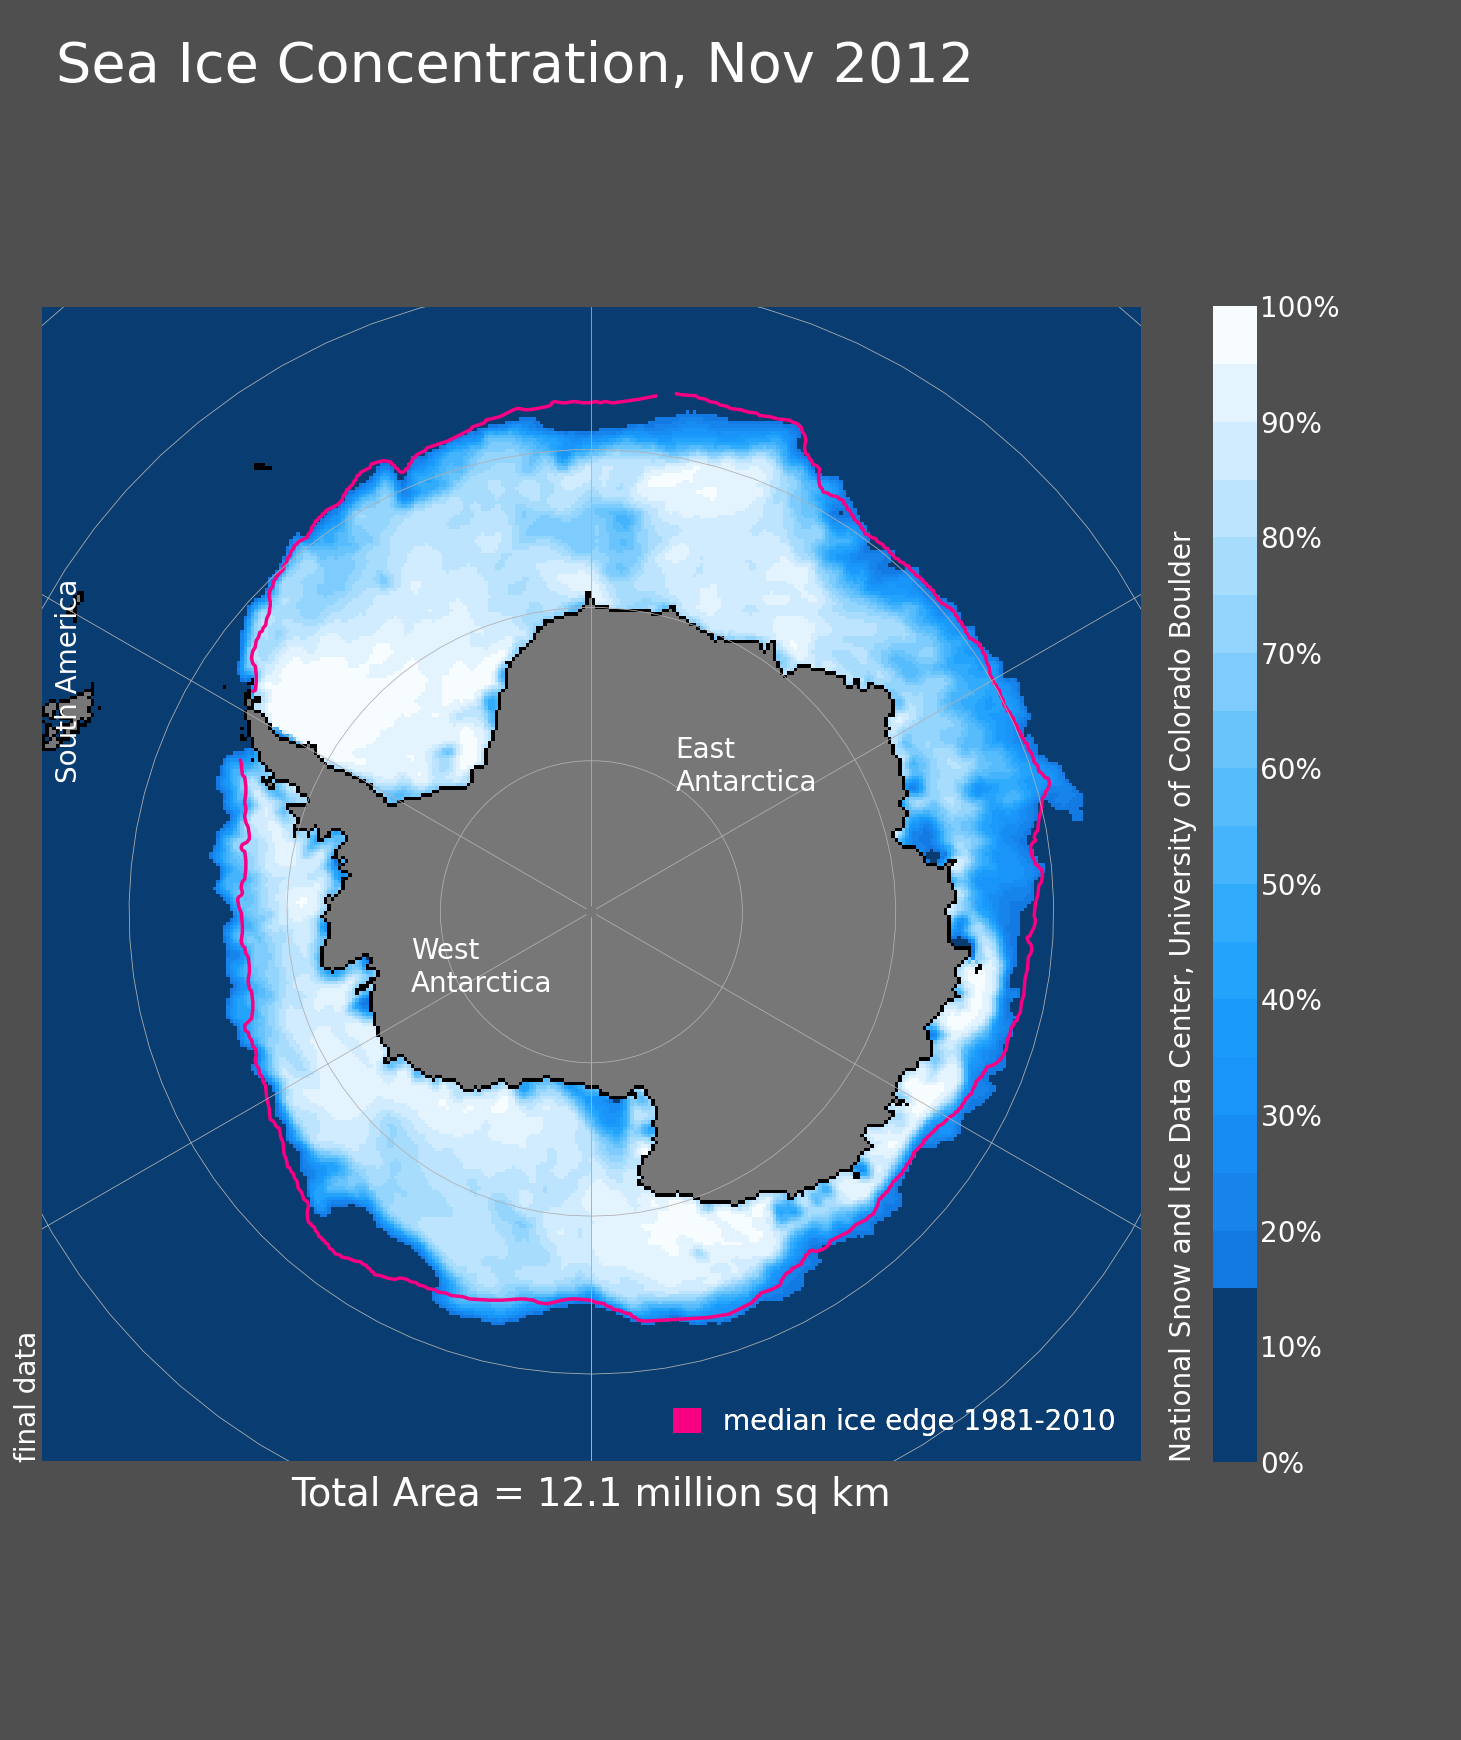 Sea Ice Concentration, Nov 2012
South America
East
Antarctica
West
Antarctica
final data
median ice edge 1981-2010
Total Area = 12.1 million sq km
National Snow and Ice Data Center, University of Colorado Boulder
100%
90%
80%
70%
60%
50%
40%
30%
20%
10%
0%